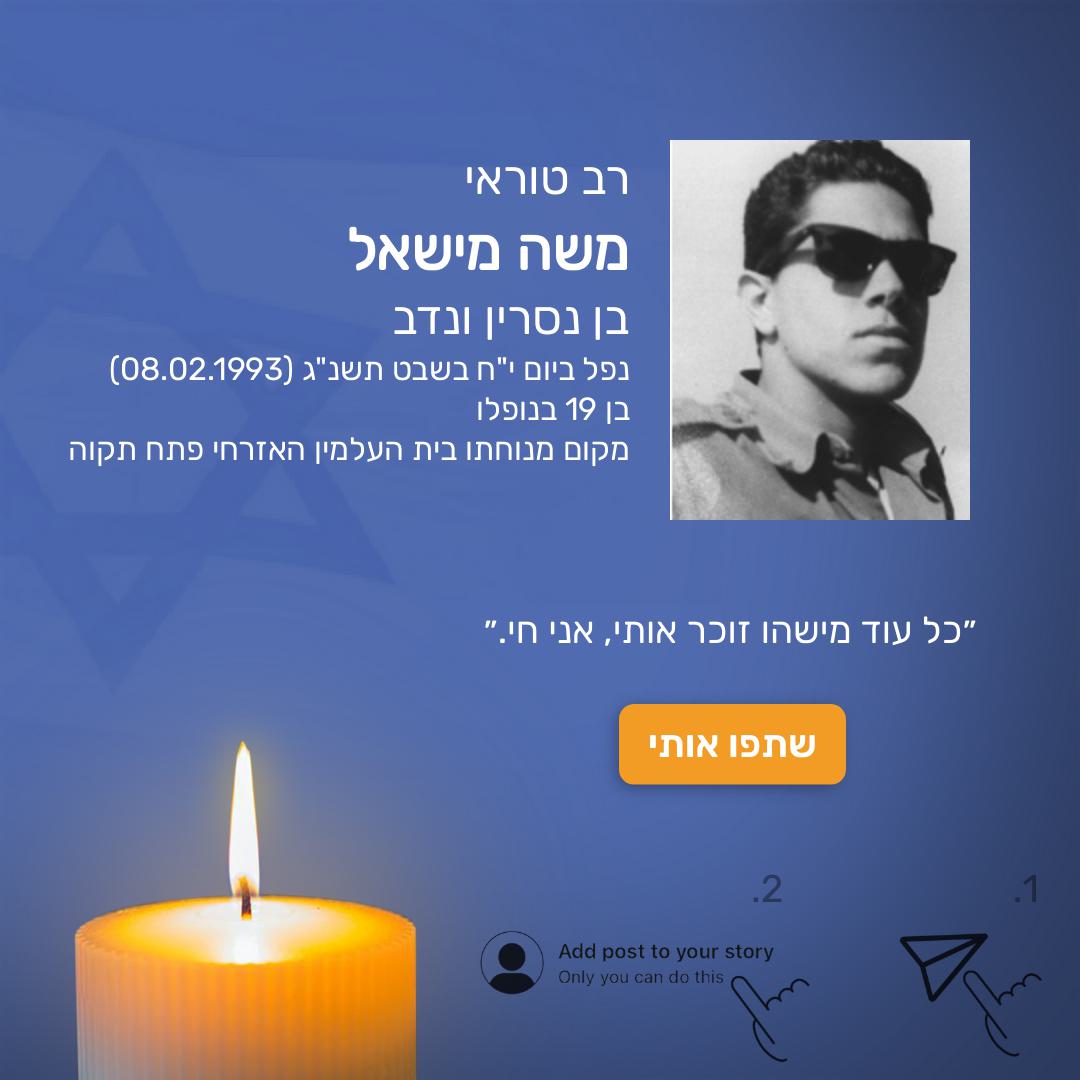 רב טוראי
משה מישאל
בן נסרין ונדב
נפל ביום י"ח בשבט תשנ"ג (08.02.1993)
בן 19 בנופלו
מקום מנוחתו בית העלמין האזרחי פתח תקוה
״כל עוד מישהו זוכר אותי, אני חי.״
שתפו אותי
.1
.2
Add post to your story
Only you can do this